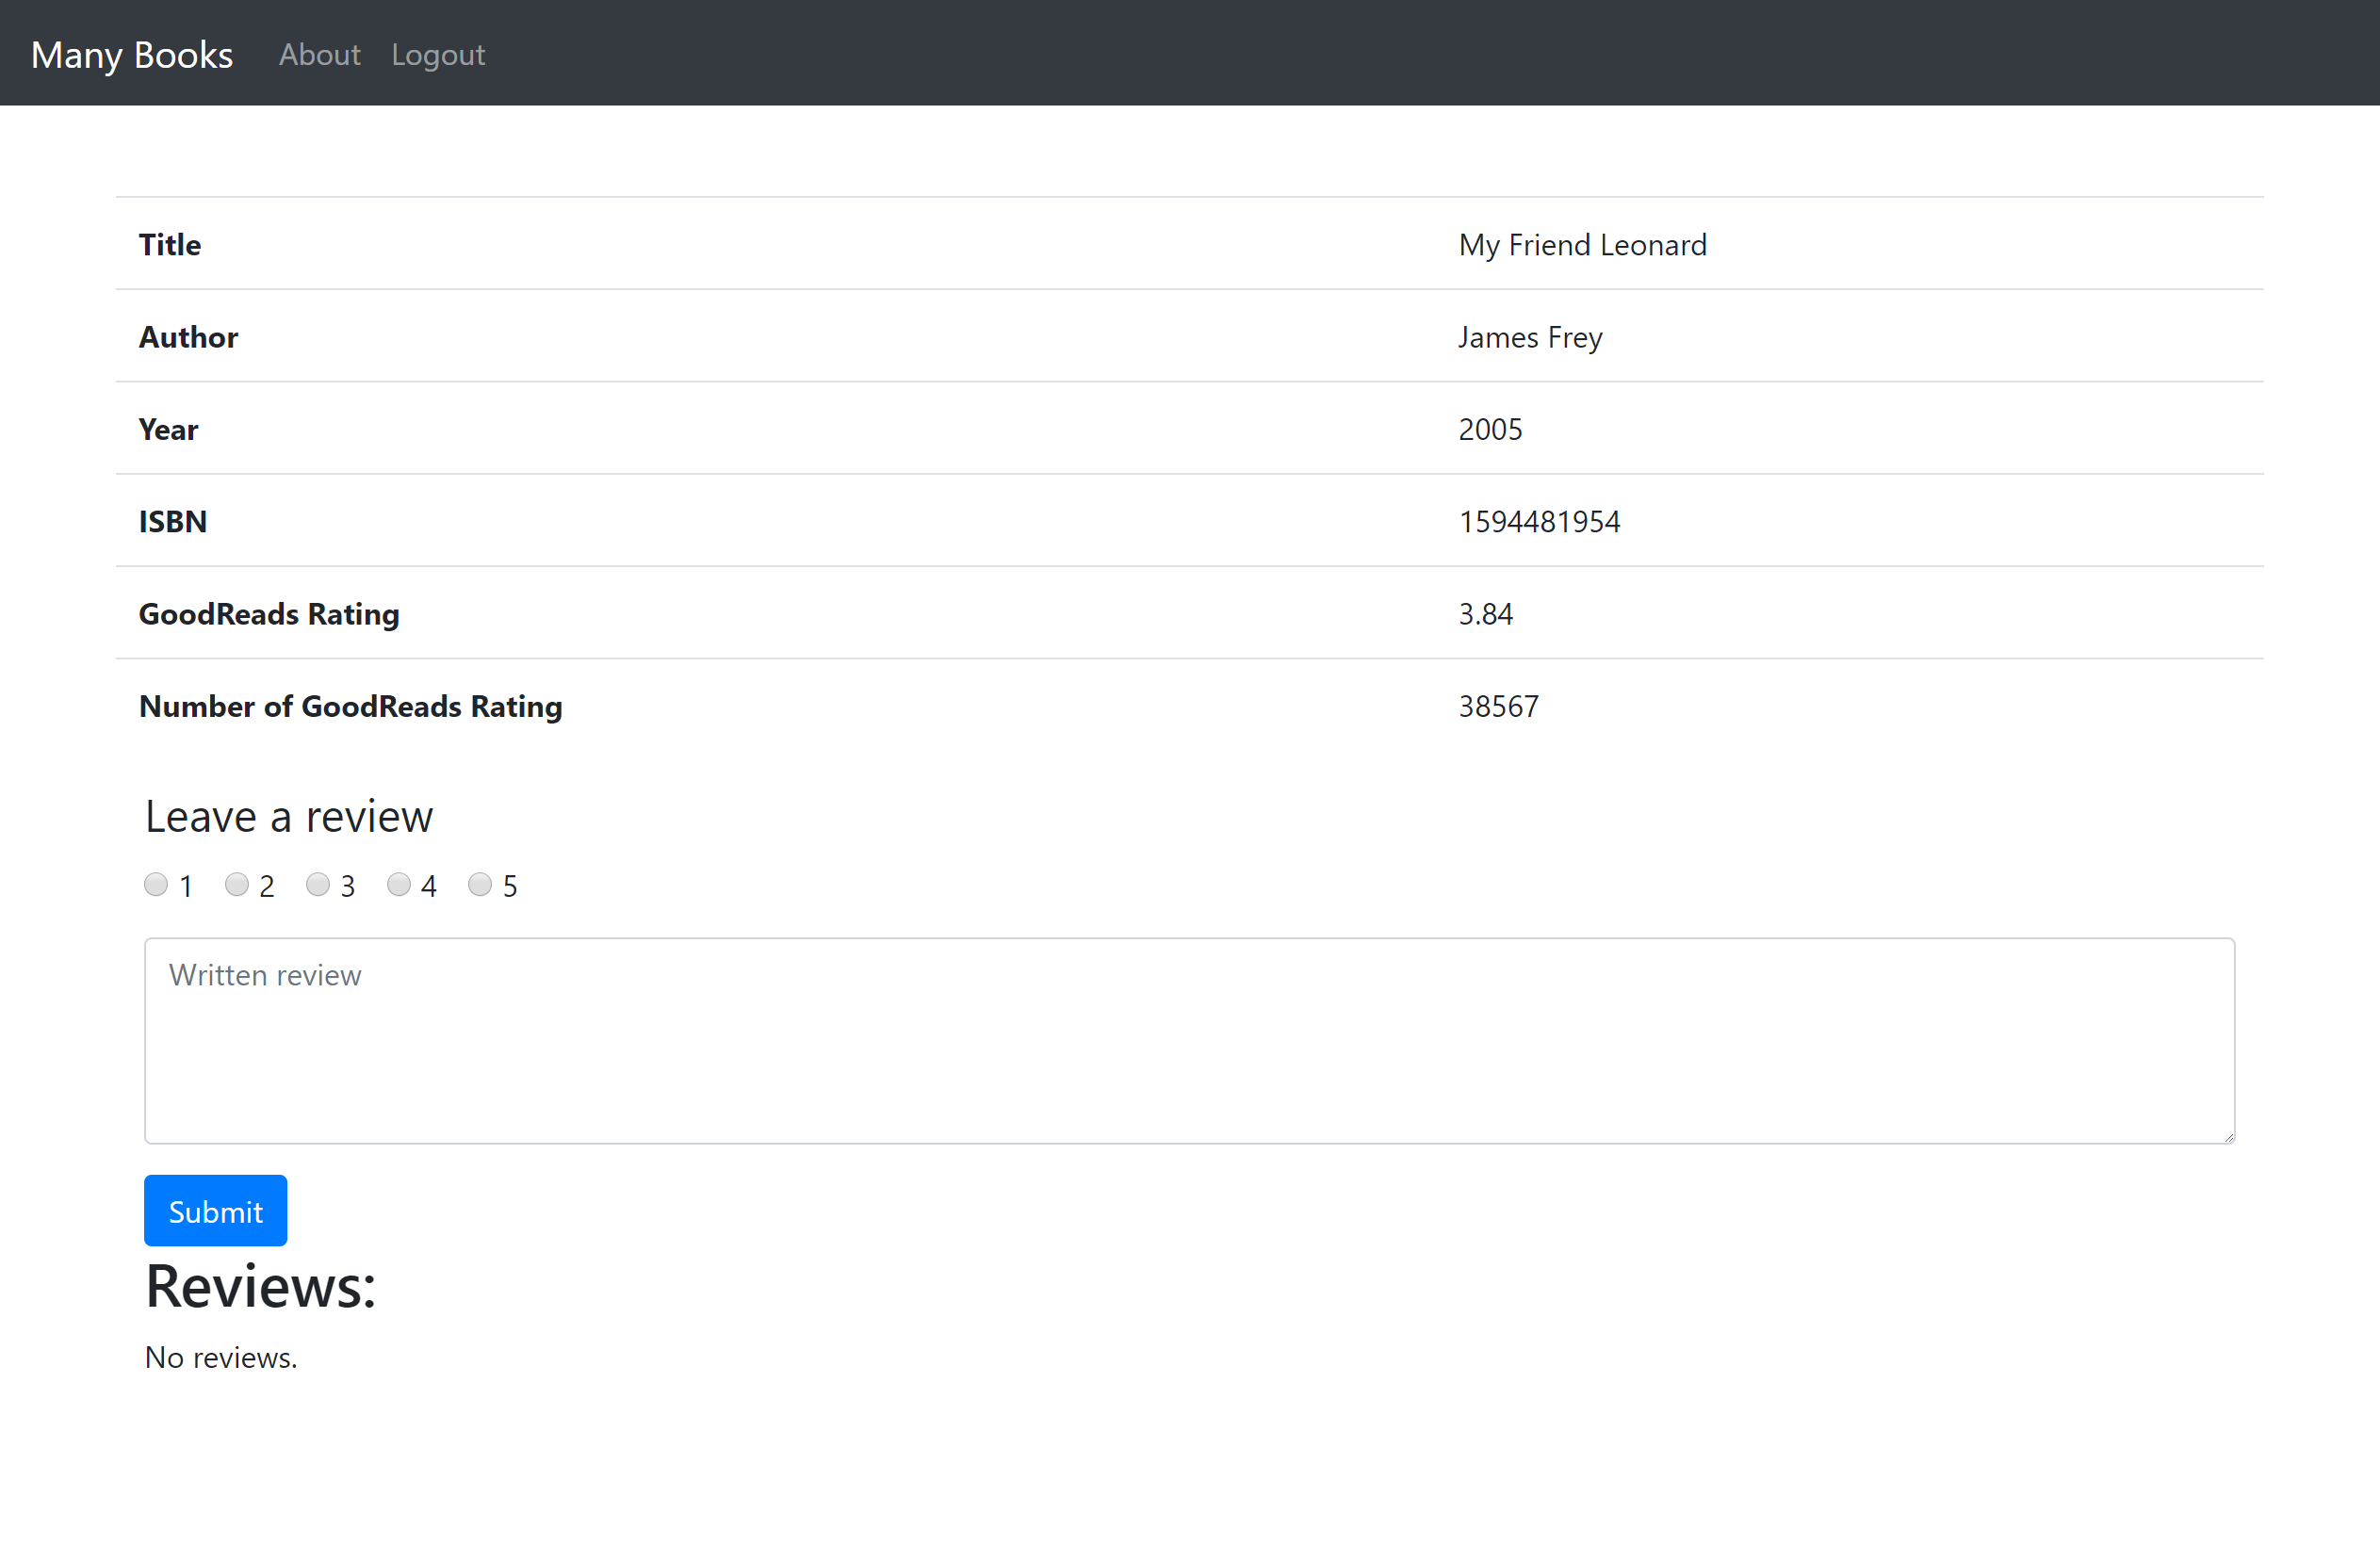 Many Books About Logout
Title My Friend Leonard
Author James Frey
Year 2005
ISBN 1594481954
GoodReads Rating 3.84
Number of GoodReads Rating 38567
Leave a review
1 2 3 4 5
Written review
Submit
Reviews:
No reviews.